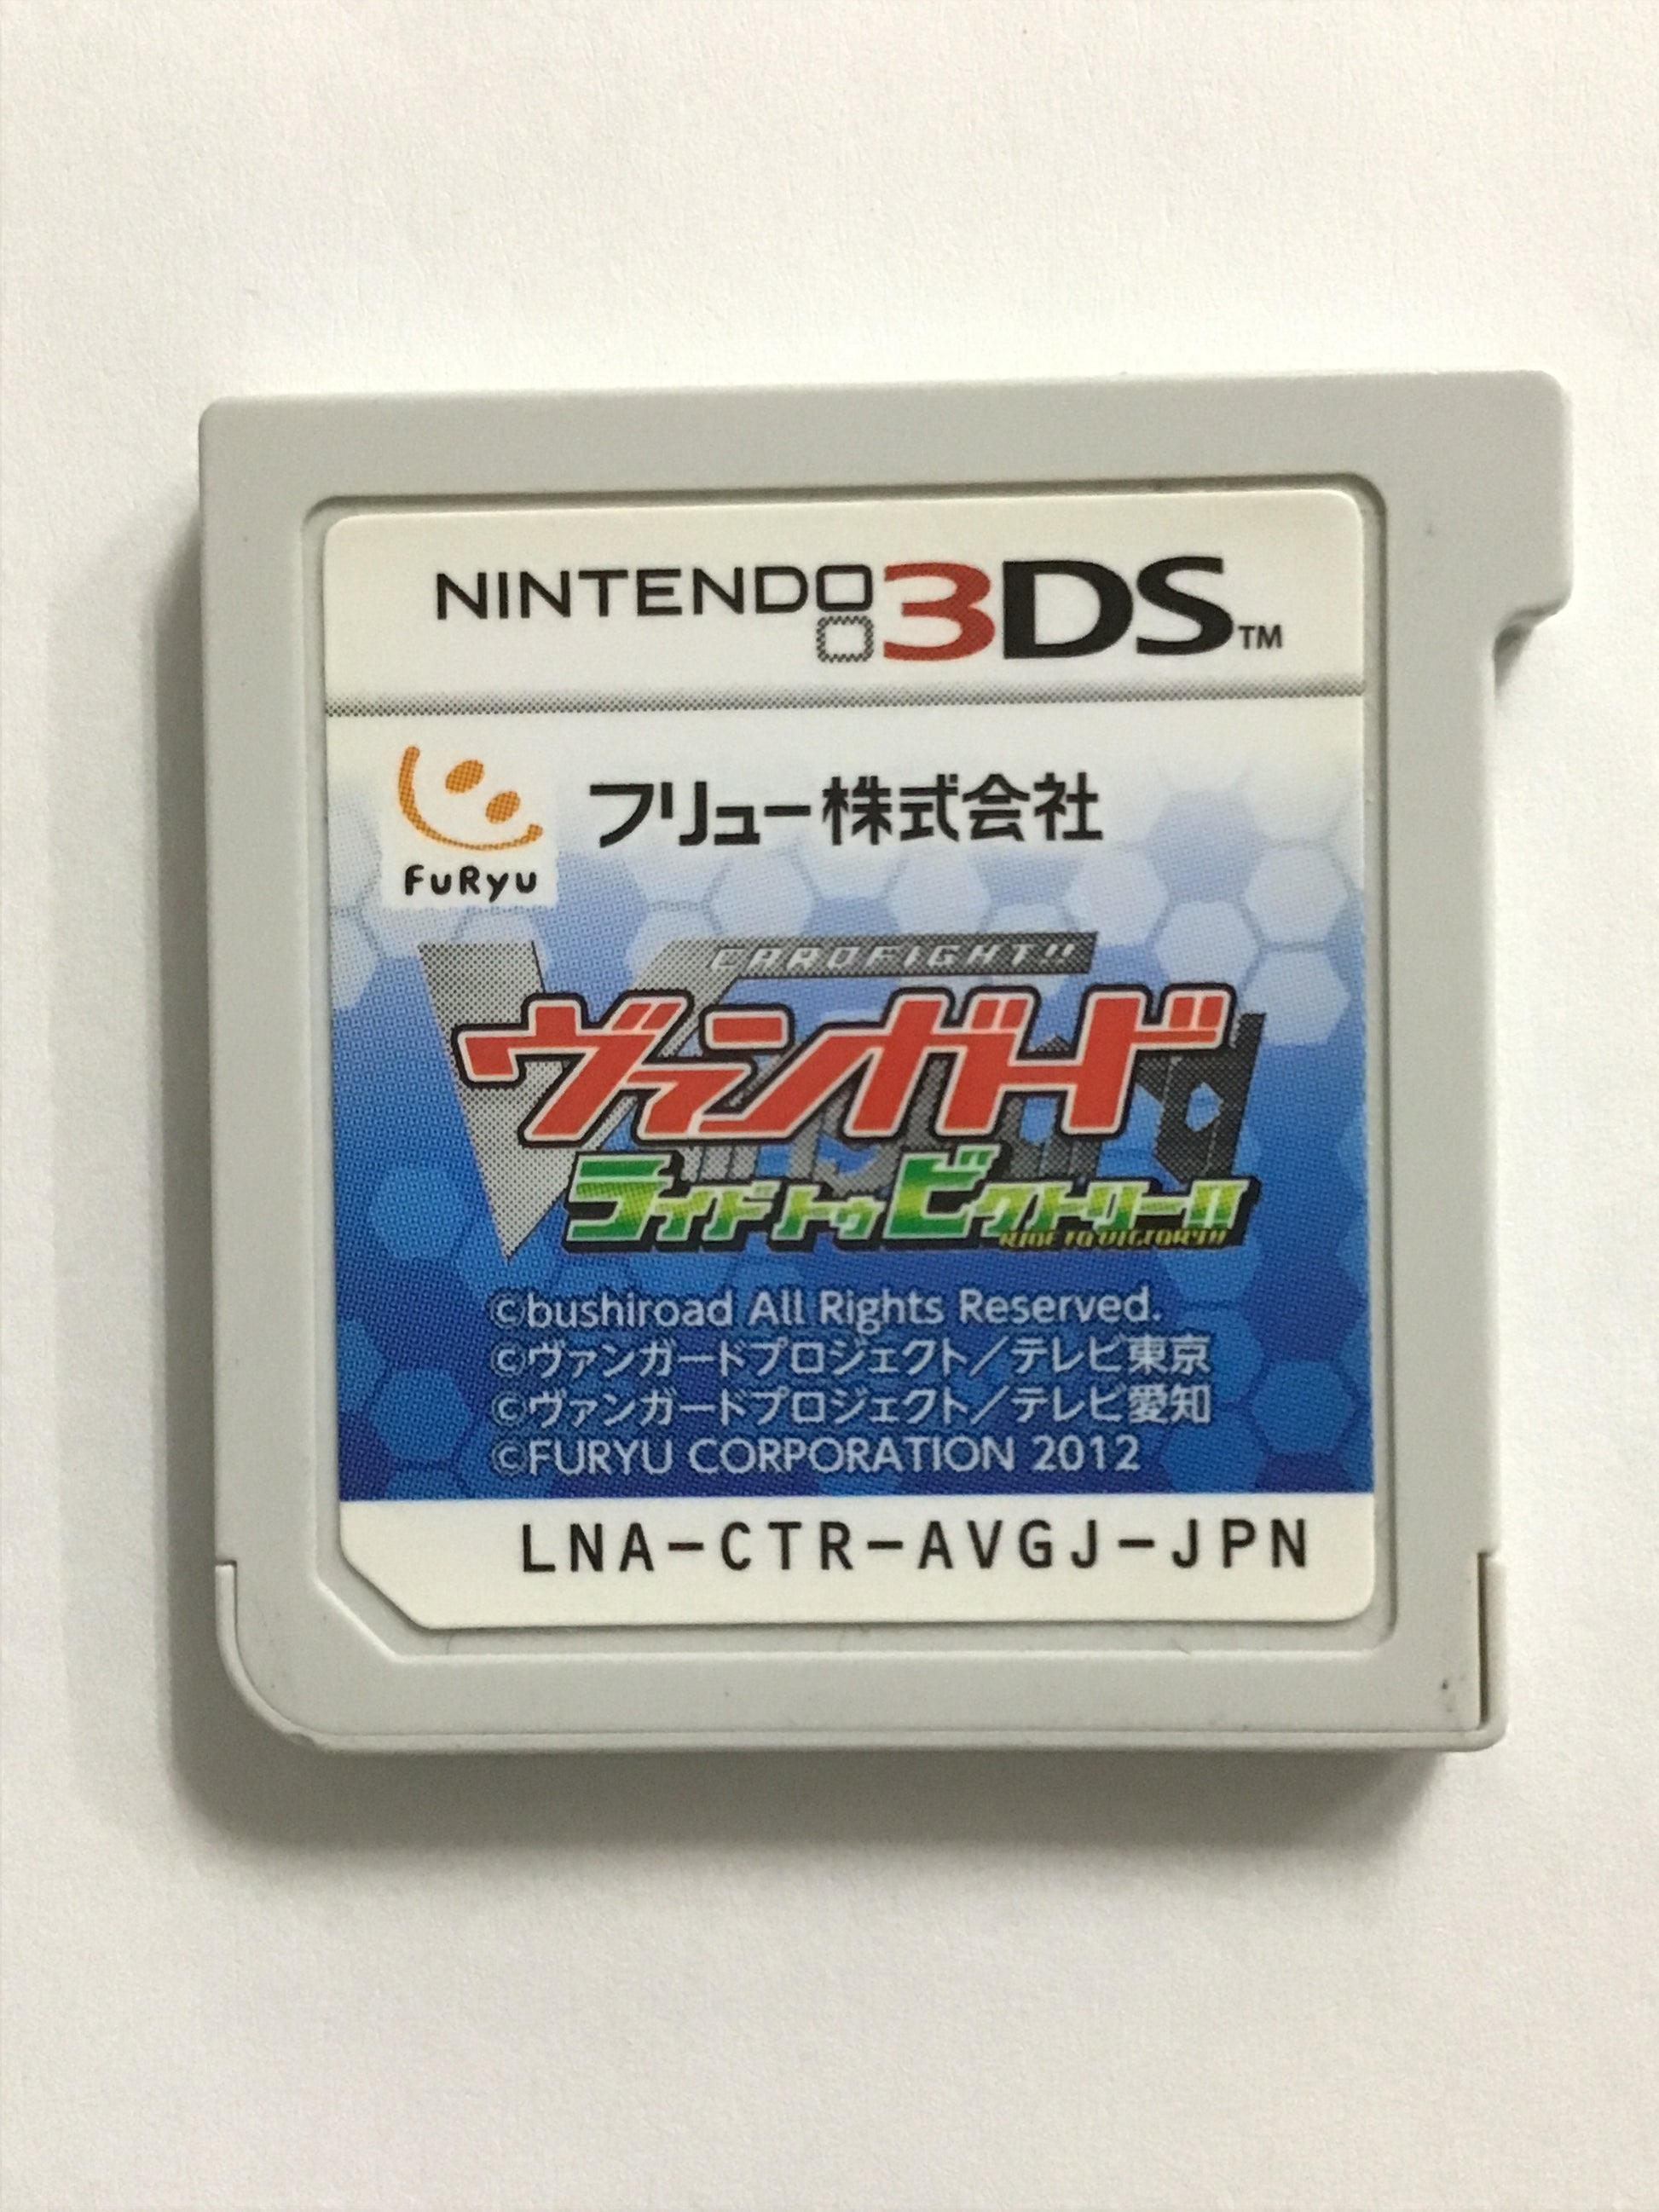 NINTENDO3DS™
FuRyu
フリュー株式会社
CARDFIGHT!!
Vanguard
ヴァンガード
ライド トゥ ビクトリー!!
RIDE TO VICTORY!!
©bushiroad All Rights Reserved.
©ヴァンガードプロジェクト／テレビ東京
©ヴァンガードプロジェクト／テレビ愛知
©FURYU CORPORATION 2012
LNA-CTR-AVGJ-JPN